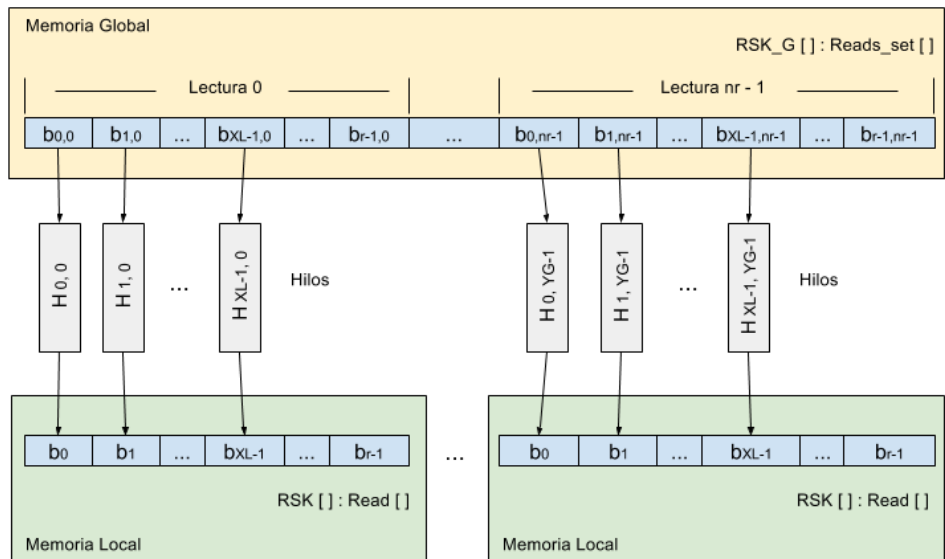 Memoria Global
RSK_G [ ] : Reads_set [ ]
Lectura 0
Lectura nr - 1
b0,0 b1,0 ... bXL-1,0 ... br-1,0 ... b0,nr-1 b1,nr-1 ... bXL-1,nr-1 ... br-1,nr-1
H 0, 0 H 1, 0 ... H XL-1, 0 Hilos H 0, YG-1 H 1, YG-1 ... H XL-1, YG-1 Hilos
b0 b1 ... bXL-1 ... br-1 ... b0 b1 ... bXL-1 ... br-1
RSK [ ] : Read [ ]
RSK [ ] : Read [ ]
Memoria Local
Memoria Local